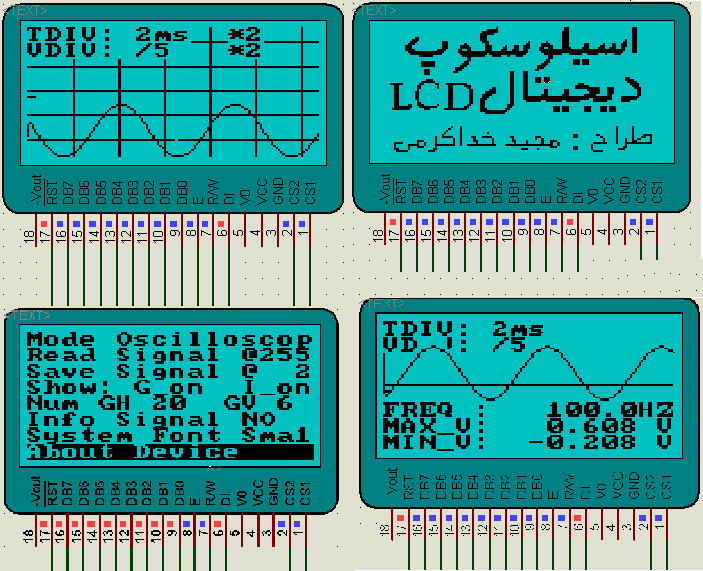 <TEXT>
TDIV: 2ms *2
VDIV: /5 *2
-Vout
RST
DB7
DB6
DB5
DB4
DB3
DB2
DB1
DB0
E
R/W
DI
V0
VCC
GND
CS2
CS1
18
17
16
15
14
13
12
11
10
9
8
7
6
5
4
3
2
1
<TEXT>
اسیلوسکوپ
دیجیتال LCD
طراح : مجید خداکرمی
-Vout
RST
DB7
DB6
DB5
DB4
DB3
DB2
DB1
DB0
E
R/W
DI
V0
VCC
GND
CS2
CS1
18
17
16
15
14
13
12
11
10
9
8
7
6
5
4
3
2
1
<TEXT>
Mode Oscilloscop
Read Signal @255
Save Signal @ 2
Show: G_on I_on
Num GH 20 GV 6
Info Signal NO
System Font Smal
About Device
-Vout
RST
DB7
DB6
DB5
DB4
DB3
DB2
DB1
DB0
E
R/W
DI
V0
VCC
GND
CS2
CS1
18
17
16
15
14
13
12
11
10
9
8
7
6
5
4
3
2
1
<TEXT>
TDIV: 2ms
/5
FREQ : 100.0HZ
MAX_V: 0.608 V
MIN_V: -0.208 V
-Vout
RST
DB7
DB6
DB5
DB4
DB3
DB2
DB1
DB0
E
R/W
DI
V0
VCC
GND
CS2
CS1
18
17
16
15
14
13
12
11
10
9
8
7
6
5
4
3
2
1